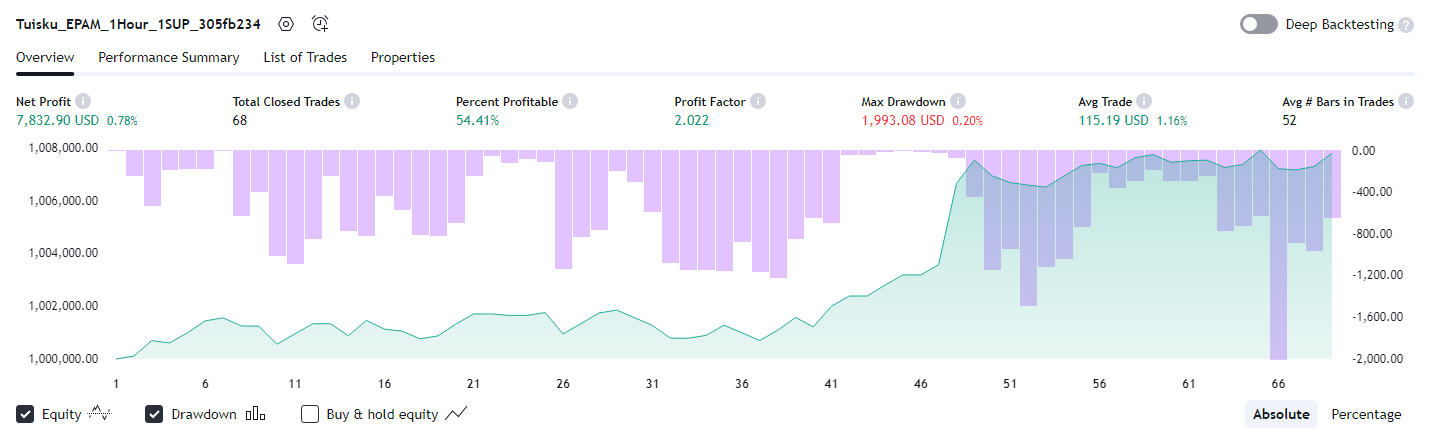 Tuisku_EPAM_1Hour_1SUP_305fb234
Deep Backtesting ?
Overview Performance Summary List of Trades Properties
Net Profit i Total Closed Trades i Percent Profitable i Profit Factor i Max Drawdown i Avg Trade i Avg # Bars in Trades i
7,832.90 USD 0.78% 68 54.41% 2.022 1,993.08 USD 0.20% 115.19 USD 1.16% 52
1,008,000.00 0.00
1,006,000.00 -400.00
1,004,000.00 -800.00
-1,200.00
1,002,000.00 -1,600.00
1,000,000.00 -2,000.00
1 6 11 16 21 26 31 36 41 46 51 56 61 66
Equity Drawdown Buy & hold equity Absolute Percentage